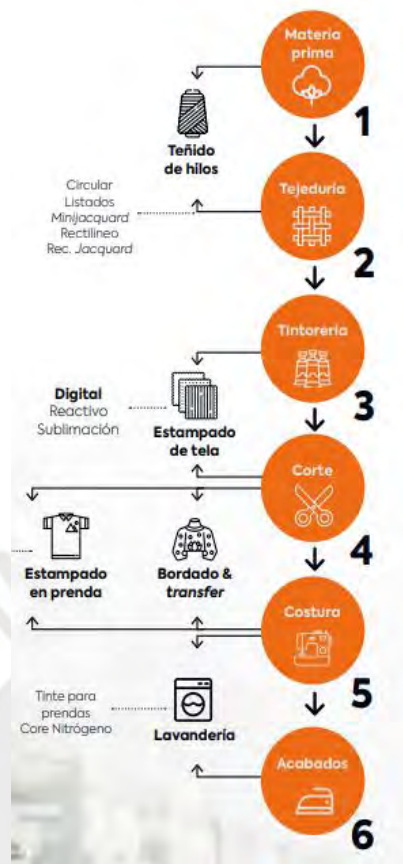 Materia
prima
1
Teñido
de hilos
Circular
Listados
Minijacquard
Rectilineo
Rec. Jacquard
Tejeduría
2
Tintorería
3
Digital
Reactivo
Sublimación
Estampado
de tela
Corte
4
Estampado
en prenda
Bordado &
transfer
Costura
5
Tinte para
prendas
Core Nitrógeno
Lavandería
Acabados
6